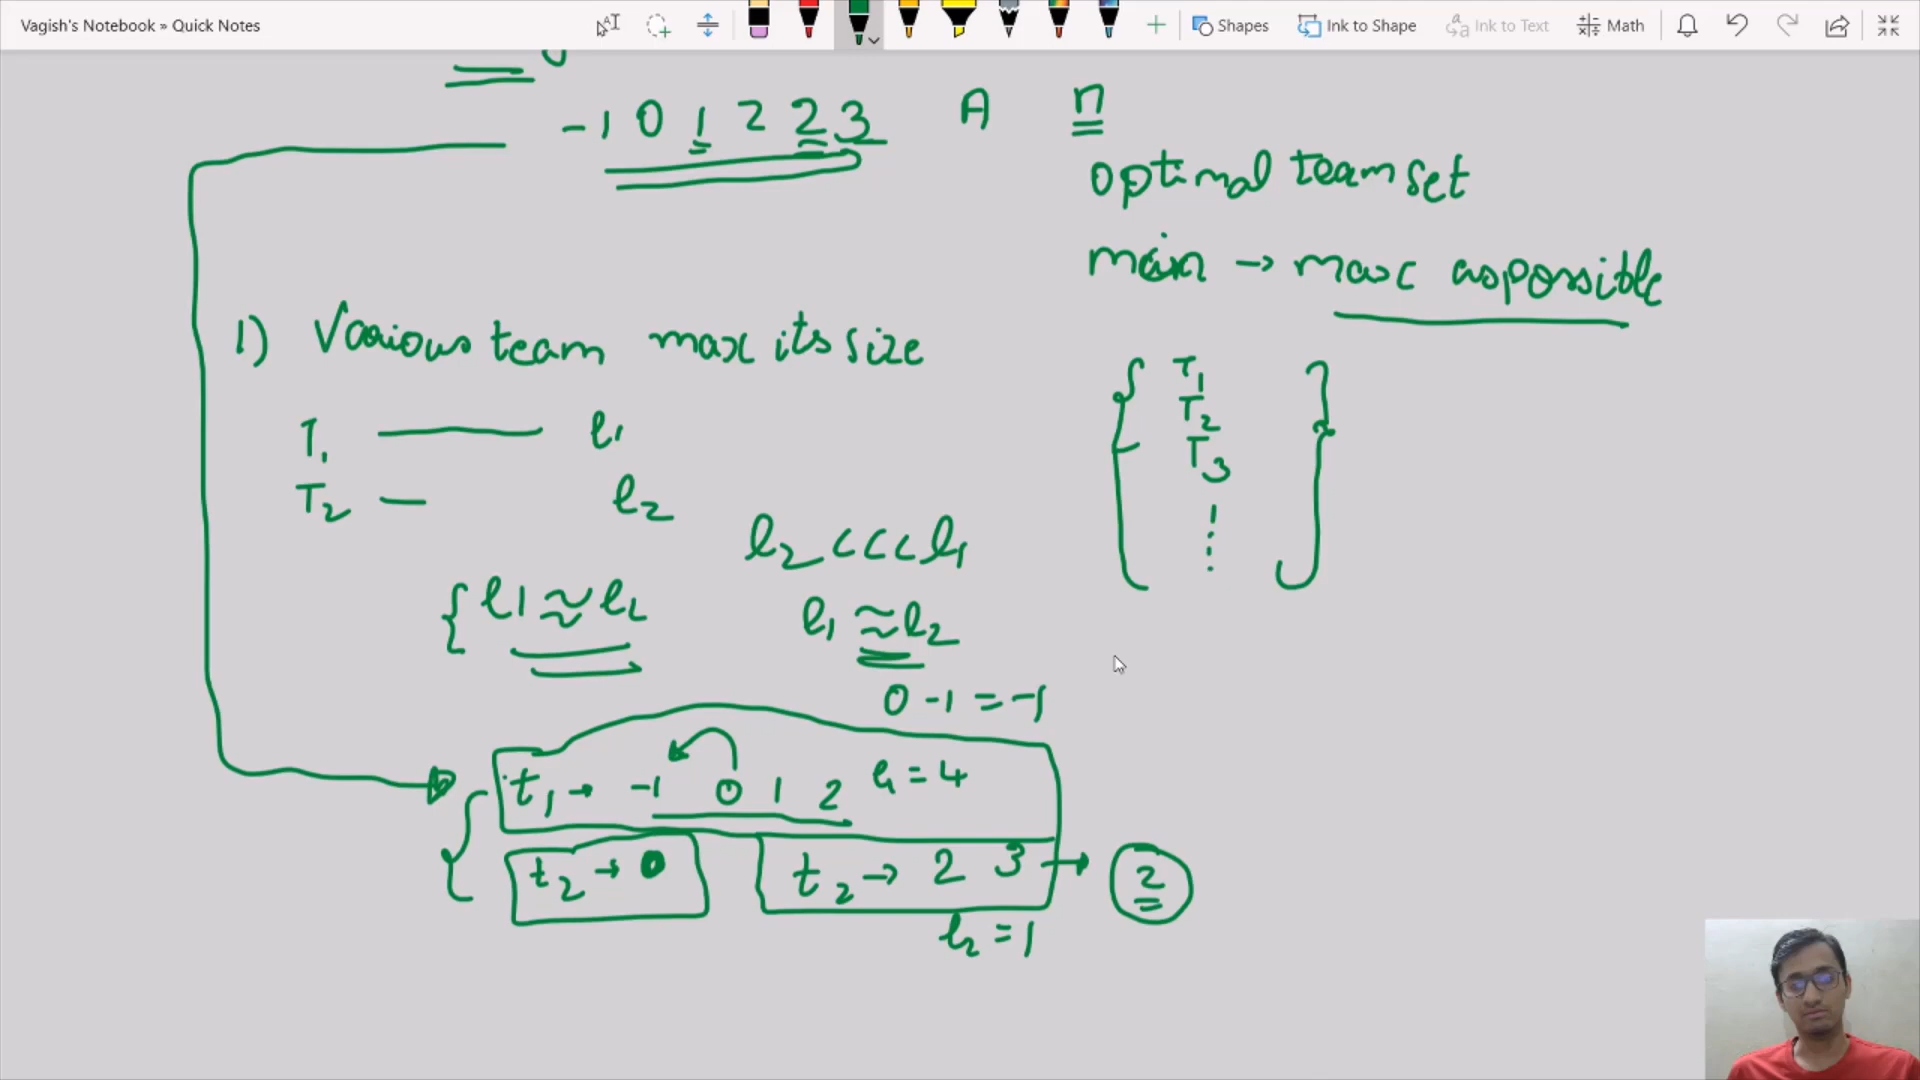 Vagish's Notebook » Quick Notes
Shapes Ink to Shape Ink to Text Math
-1 0 1 2 2 3 A n
optimal team set
→ max as possible
1) Various team max its size
T1 l1
T2 l2
l2 <<< l1
{ l1 ≈ l2
l1 ≈ l2
{ T1
T2
T3
⋮ }
0 -1 = -1
t1 → -1 0 1 2 l1 = 4
t2 → 0
t2 → 2 3 → 2
l2 = 1